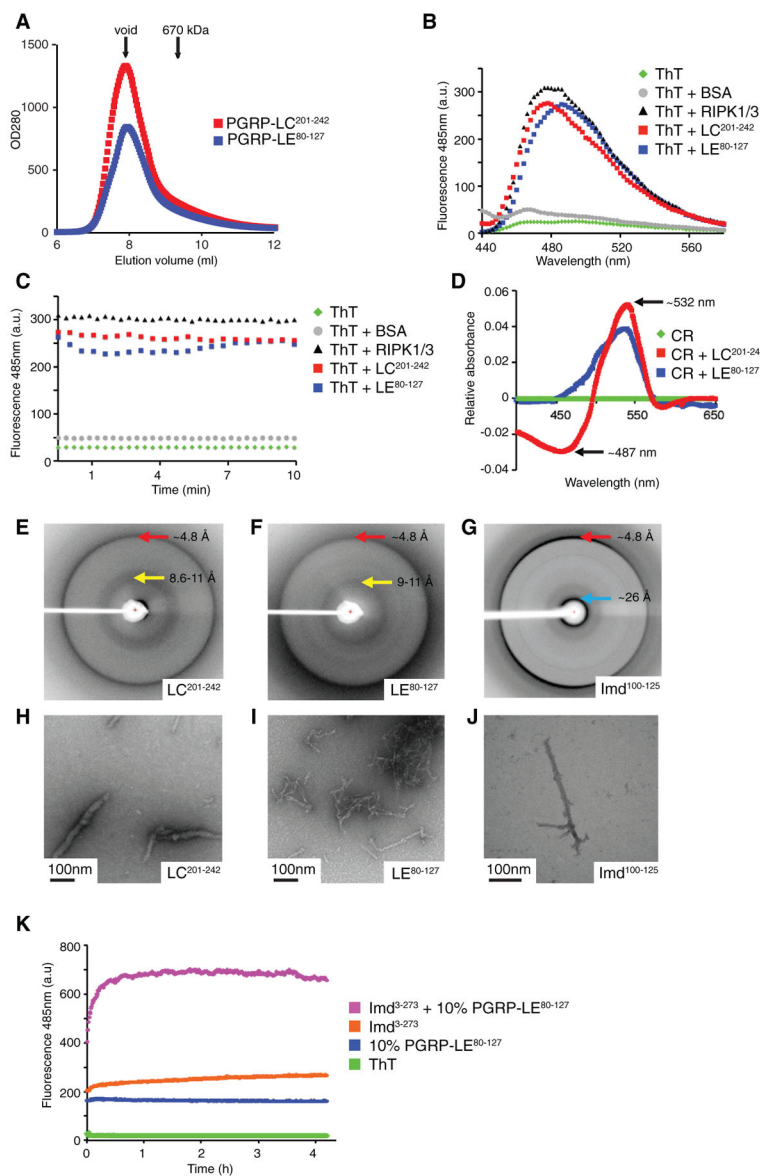 A
void
670 kDa
1500
1000
500
0
OD280
6
8
10
12
Elution volume (ml)
PGRP-LC201-242
PGRP-LE80-127
B
350
300
200
100
0
Fluorescence 485nm (a.u.)
440
480
520
560
Wavelength (nm)
ThT
ThT + BSA
ThT + RIPK1/3
ThT + LC201-242
ThT + LE80-127
C
350
300
200
100
0
Fluorescence 485nm (a.u.)
1
4
7
10
Time (min)
ThT
ThT + BSA
ThT + RIPK1/3
ThT + LC201-242
ThT + LE80-127
D
0.06
0.04
0.02
0
-0.02
-0.04
Relative absorbance
450
550
650
Wavelength (nm)
~532 nm
~487 nm
CR
CR + LC201-24
CR + LE80-127
E
~4.8 Å
8.6-11 Å
LC201-242
F
~4.8 Å
9-11 Å
LE80-127
G
~4.8 Å
~26 Å
Imd100-125
H
100nm
LC201-242
I
100nm
LE80-127
J
100nm
Imd100-125
K
800
600
400
200
0
Fluorescence 485nm (a.u)
0
1
2
3
4
Time (h)
Imd3-273 + 10% PGRP-LE80-127
Imd3-273
10% PGRP-LE80-127
ThT